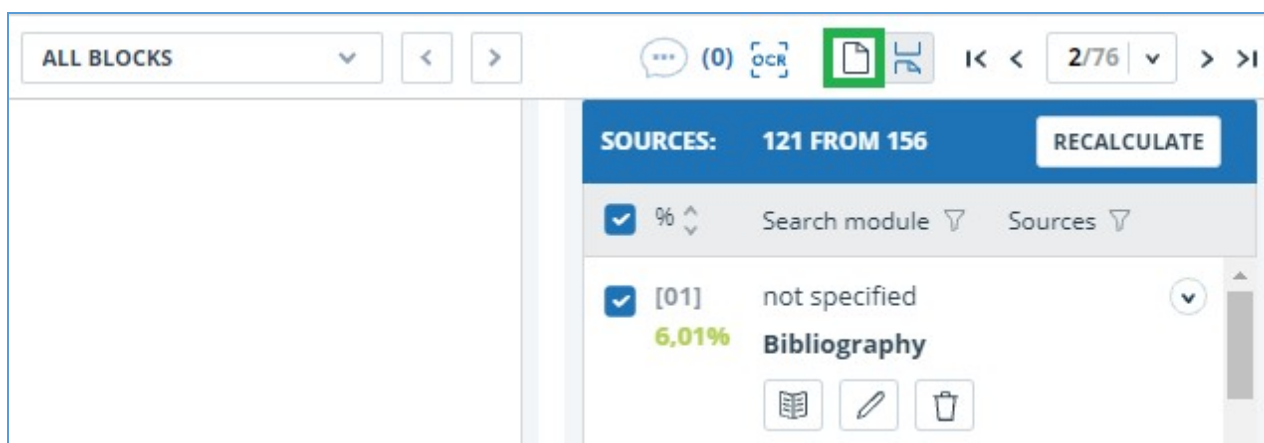 ALL BLOCKS (0) OCR 2/76
SOURCES: 121 FROM 156 RECALCULATE
% Search module Sources
[01] not specified
6,01% Bibliography